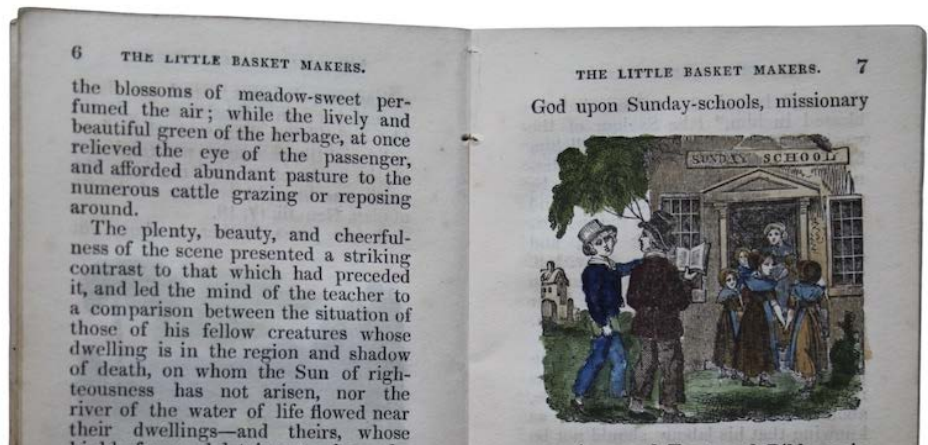 6 THE LITTLE BASKET MAKERS.
the blossoms of meadow-sweet per-
fumed the air; while the lively and
beautiful green of the herbage, at once
relieved the eye of the passenger,
and afforded abundant pasture to the
numerous cattle grazing or reposing
around.
The plenty, beauty, and cheerful-
ness of the scene presented a striking
contrast to that which had preceded
it, and led the mind of the teacher to
a comparison between the situation of
those of his fellow creatures whose
dwelling is in the region and shadow
of death, on whom the Sun of righ-
teousness has not arisen, nor the
river of the water of life flowed near
their dwellings—and theirs, whose
THE LITTLE BASKET MAKERS. 7
God upon Sunday-schools, missionary
SUNDAY SCHOOL